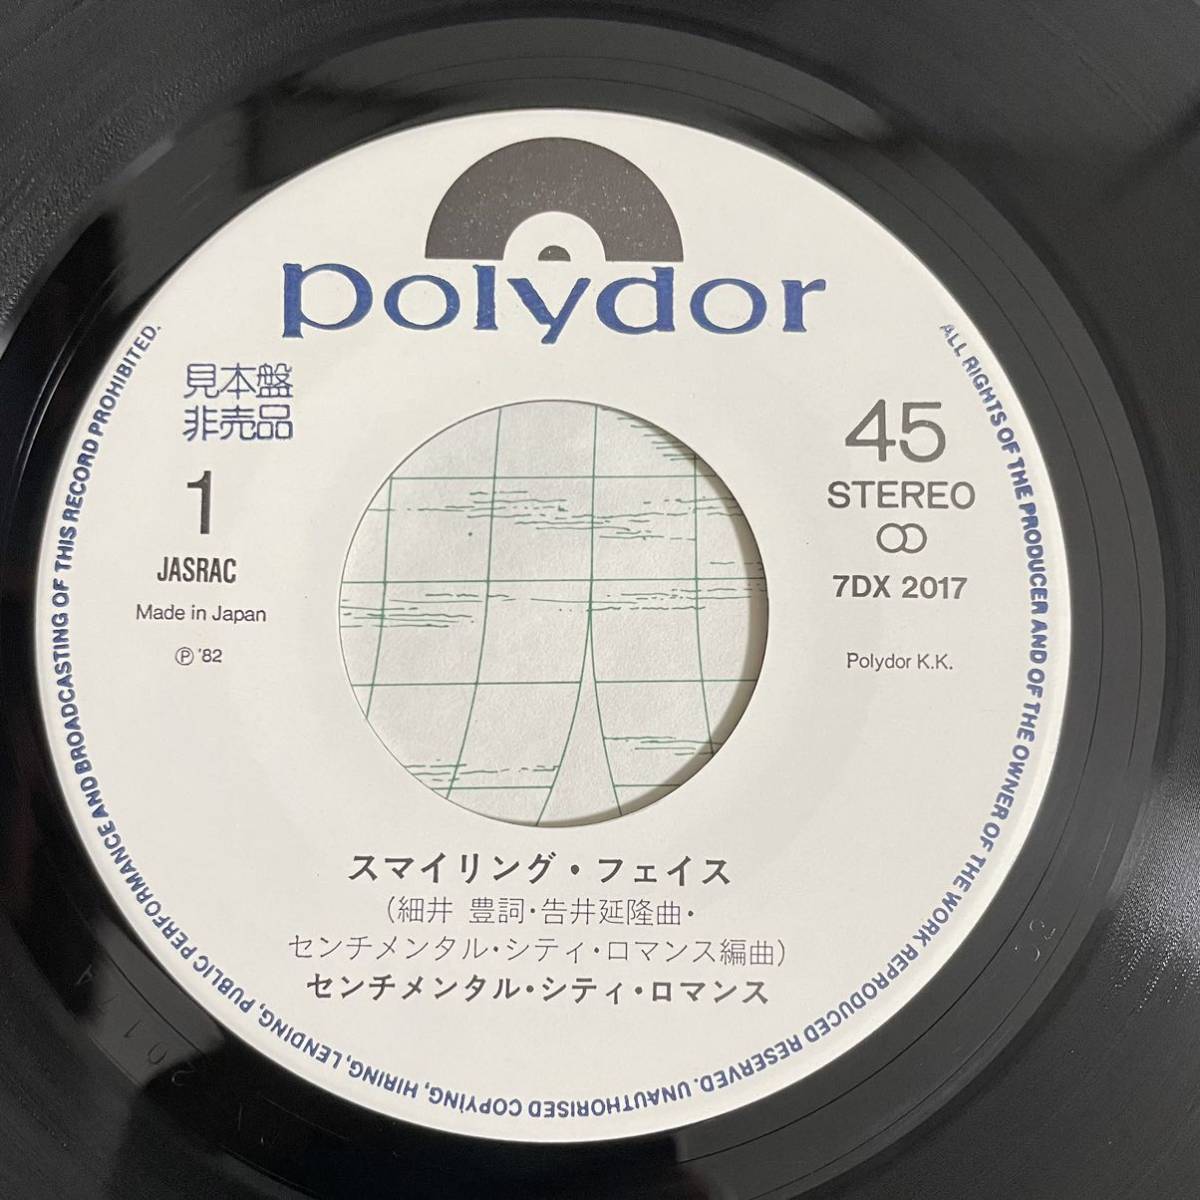 polydor
見本盤
非売品
1
JASRAC
Made in Japan
Ⓟ '82
45
STEREO
7DX 2017
Polydor K.K.
スマイリング・フェイス
(細井 豊詞・告井延隆曲・
センチメンタル・シティ・ロマンス編曲)
センチメンタル・シティ・ロマンス
ALL RIGHTS OF THE PRODUCER AND OF THE OWNER OF THE WORK REPRODUCED RESERVED. UNAUTHORISED COPYING, HIRING, LENDING, PUBLIC PERFORMANCE AND BROADCASTING OF THIS RECORD PROHIBITED.